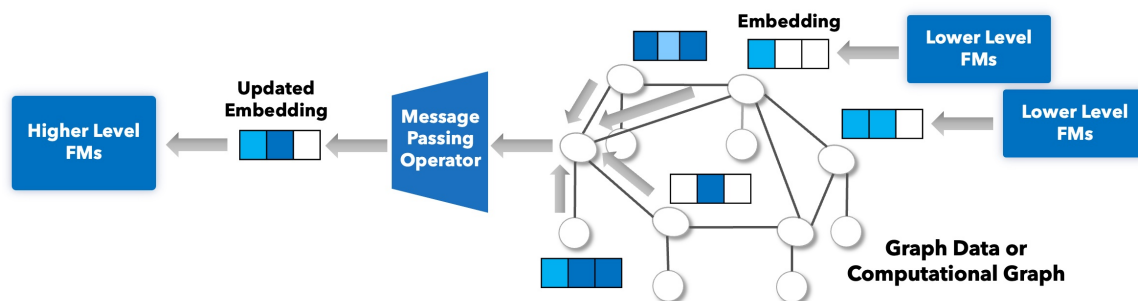 Higher Level
FMs
Updated
Embedding
Message
Passing
Operator
Embedding
Lower Level
FMs
Lower Level
FMs
Graph Data or
Computational Graph